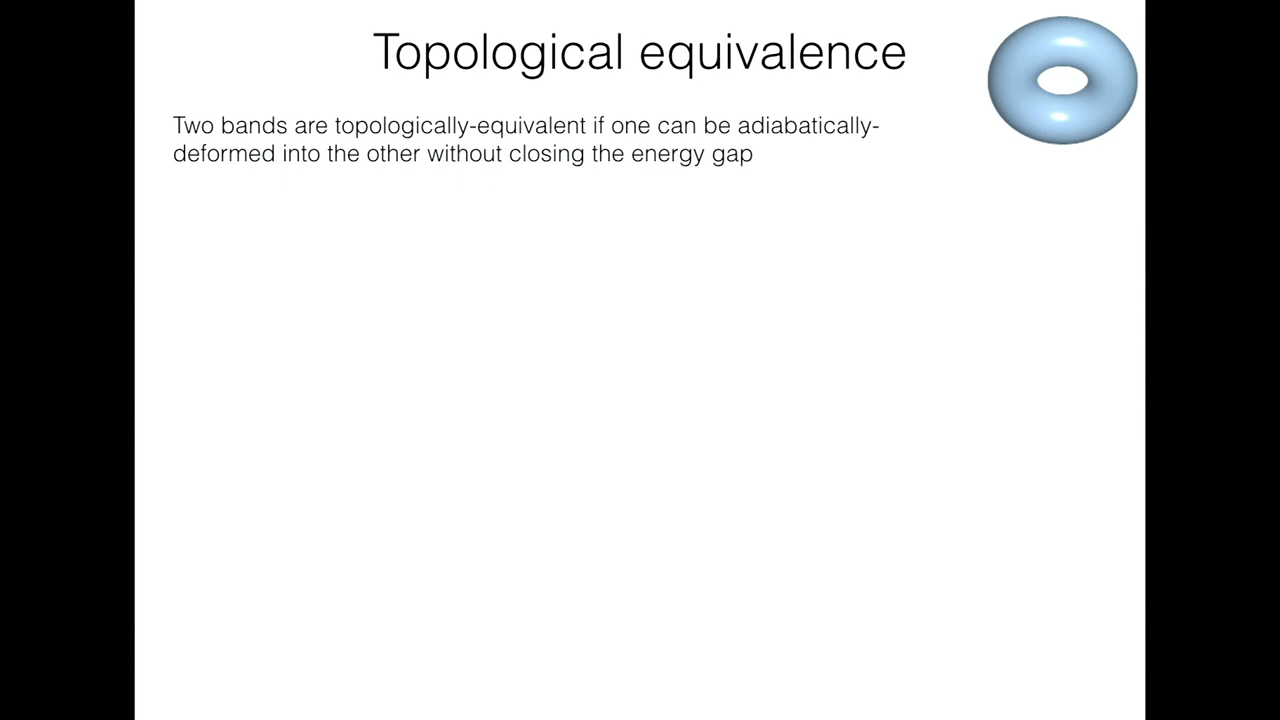 Topological equivalence
Two bands are topologically-equivalent if one can be adiabatically-
deformed into the other without closing the energy gap